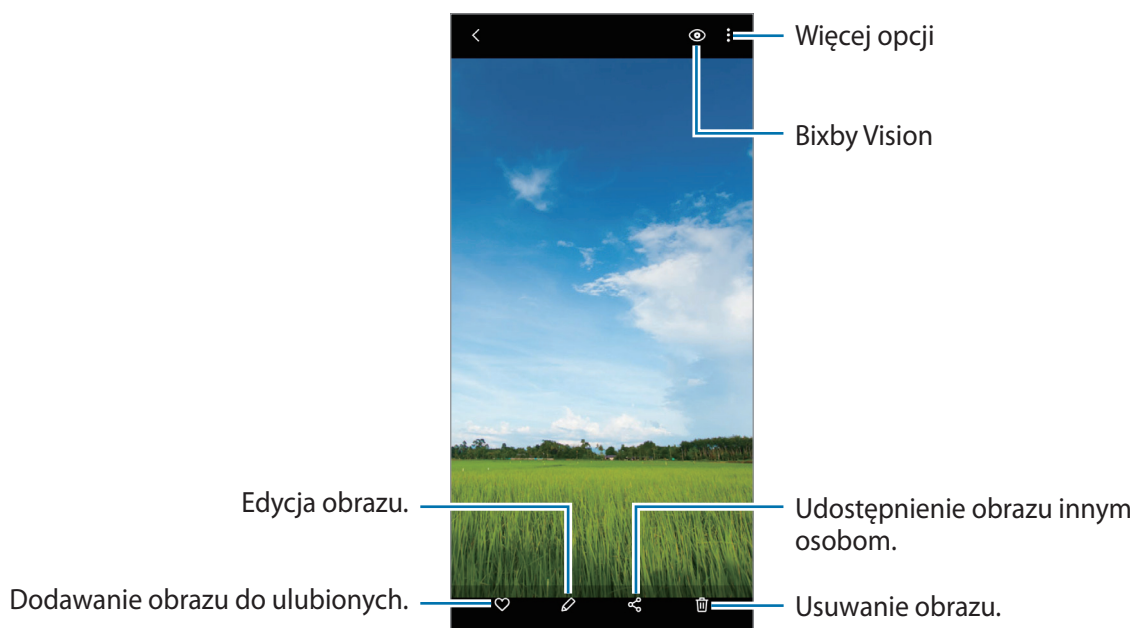 Więcej opcji
Bixby Vision
Edycja obrazu.
Udostępnienie obrazu innym
osobom.
Dodawanie obrazu do ulubionych.
Usuwanie obrazu.